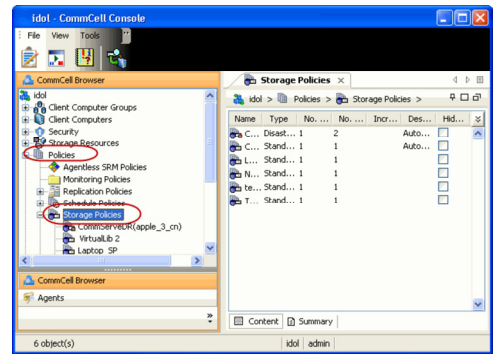 idol - CommCell Console
File View Tools
CommCell Browser
idol
Client Computer Groups
Client Computers
Security
Storage Resources
Policies
Agentless SRM Policies
Monitoring Policies
Replication Policies
Schedule Policies
Storage Policies
CommServeDR(apple_3_cn)
VirtualLib 2
Laptop SP
CommCell Browser
Agents
Storage Policies
idol > Policies > Storage Policies >
Name Type No. ... No. ... Incr... Des... Hid...
C... Disast... 1 2 Auto...
C... Stand... 1 1 Auto...
L... Stand... 1 1
N... Stand... 1 1
te... Stand... 1 1
T... Stand... 1 1
Content Summary
6 object(s) idol admin